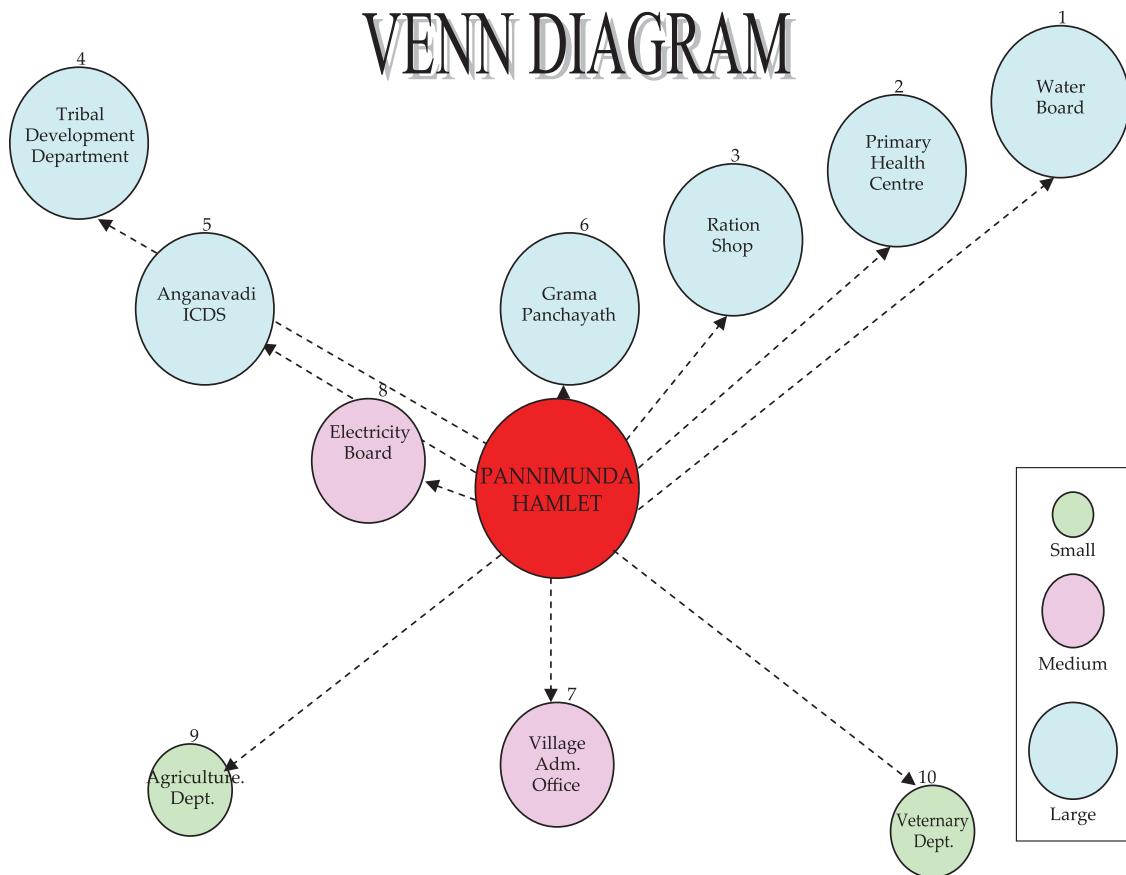 VENN DIAGRAM
1
Water
Board
2
Primary
Health
Centre
3
Ration
Shop
4
Tribal
Development
Department
5
Anganavadi
ICDS
6
Grama
Panchayath
8
Electricity
Board
PANNIMUNDA
HAMLET
7
Village
Adm.
Office
9
Agriculture.
Dept.
10
Veternary
Dept.
Small
Medium
Large